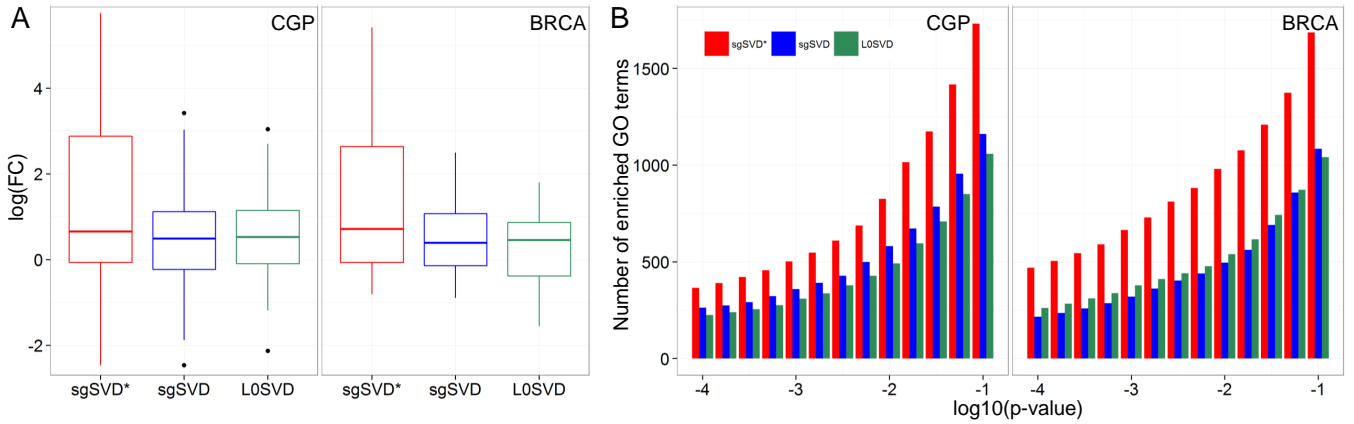 A
CGP
BRCA
log(FC)
4
2
0
-2
sgSVD*
sgSVD
L0SVD
sgSVD*
sgSVD
L0SVD
B
CGP
BRCA
sgSVD*
sgSVD
L0SVD
Number of enriched GO terms
1500
1000
500
0
-4
-3
-2
-1
-4
-3
-2
-1
log10(p-value)